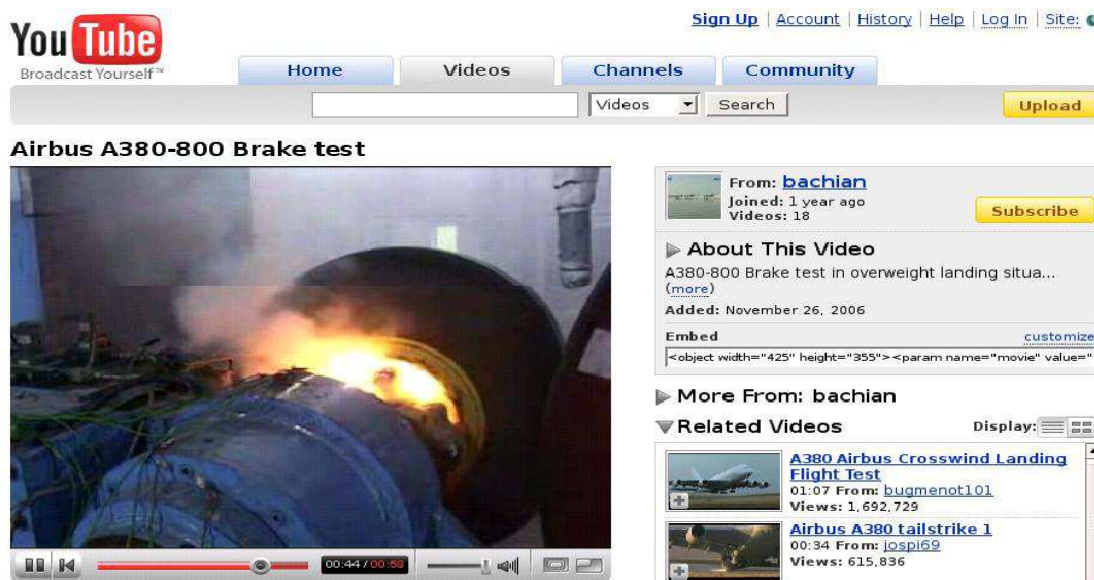 Sign Up | Account | History | Help | Log In | Site:
YouTube
Broadcast Yourself™
Home Videos Channels Community
Videos Search Upload
Airbus A380-800 Brake test
From: bachian
Joined: 1 year ago
Videos: 18
Subscribe
About This Video
A380-800 Brake test in overweight landing situa...
(more)
Added: November 26, 2006
Embed customize
<object width="425" height="355"><param name="movie" value="
More From: bachian
Related Videos Display:
A380 Airbus Crosswind Landing
Flight Test
01:07 From: bugmenot101
Views: 1,692,729
Airbus A380 tailstrike 1
00:34 From: jospi69
Views: 615,836
00:44 / 00:58